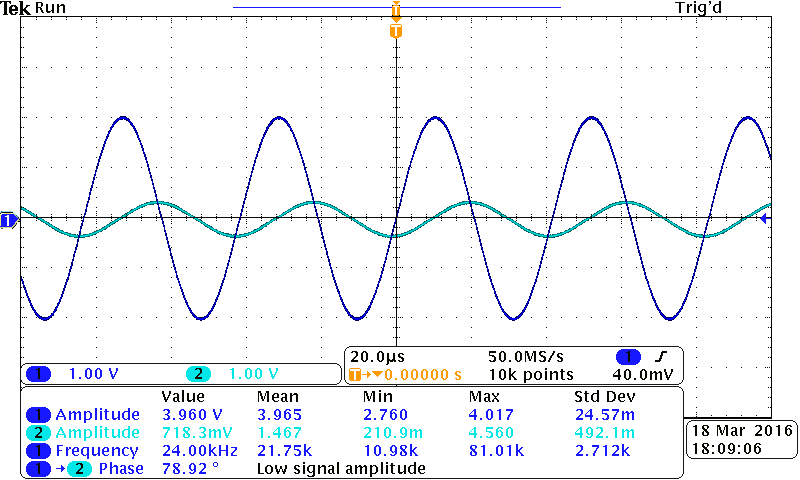 Tek Run Trig'd
T
T
1
20.0µs 50.0MS/s 1
1 1.00 V 2 1.00 V
T→▼0.00000 s 10k points 40.0mV
Value Mean Min Max Std Dev
1 Amplitude 3.960 V 3.965 2.760 4.017 24.57m
2 Amplitude 718.3mV 1.467 210.9m 4.560 492.1m
1 Frequency 24.00kHz 21.75k 10.98k 81.01k 2.712k
1 → 2 Phase 78.92 ° Low signal amplitude
18 Mar 2016
18:09:06